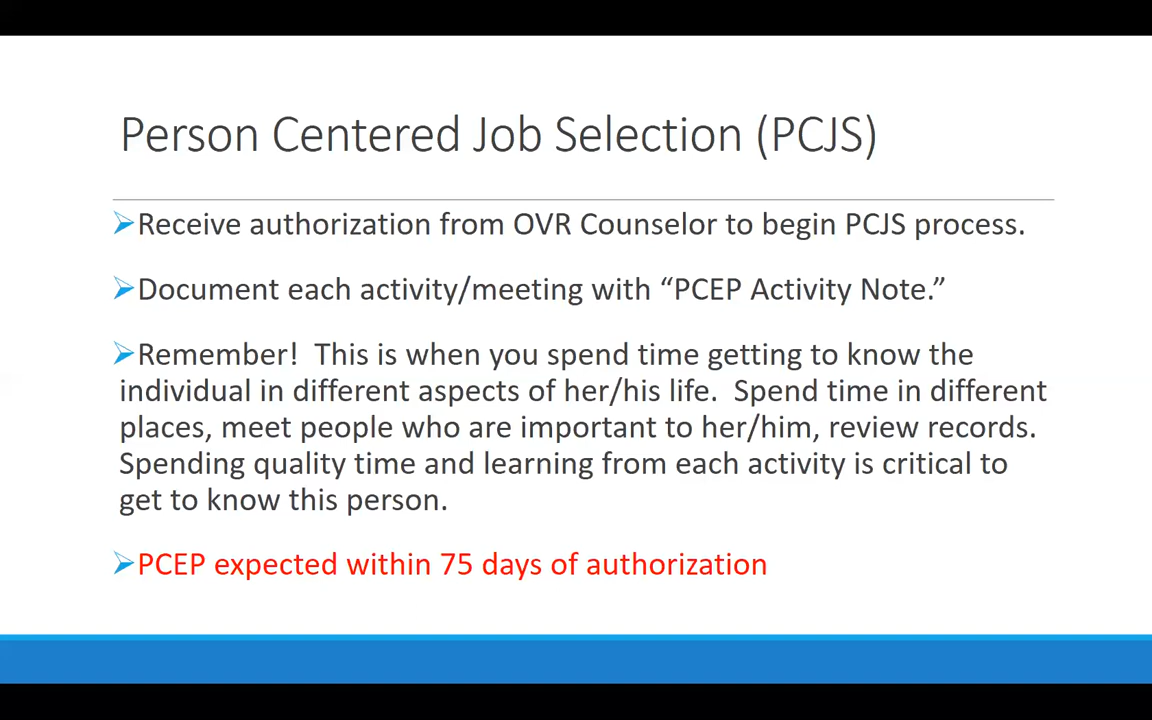 Person Centered Job Selection (PCJS)
Receive authorization from OVR Counselor to begin PCJS process.
Document each activity/meeting with “PCEP Activity Note.”
Remember!  This is when you spend time getting to know the
individual in different aspects of her/his life.  Spend time in different
places, meet people who are important to her/him, review records.
Spending quality time and learning from each activity is critical to
get to know this person.
PCEP expected within 75 days of authorization